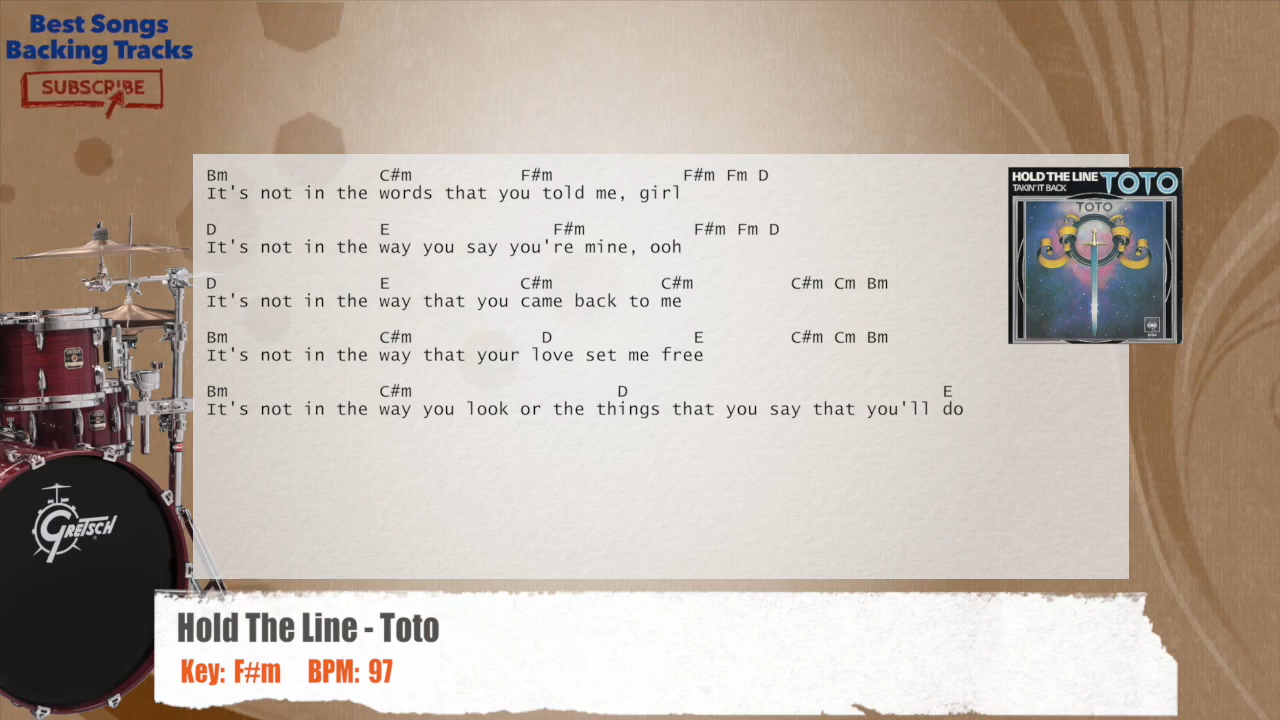 Best Songs
Backing Tracks
SUBSCRIBE
Bm C#m F#m F#m Fm D
It's not in the words that you told me, girl
D E F#m F#m Fm D
It's not in the way you say you're mine, ooh
D E C#m C#m C#m Cm Bm
It's not in the way that you came back to me
Bm C#m D E C#m Cm Bm
It's not in the way that your love set me free
Bm C#m D E
It's not in the way you look or the things that you say that you'll do
HOLD THE LINE TOTO
TAKIN' IT BACK
TOTO
GRETSCH
Hold The Line - Toto
Key: F#m BPM: 97